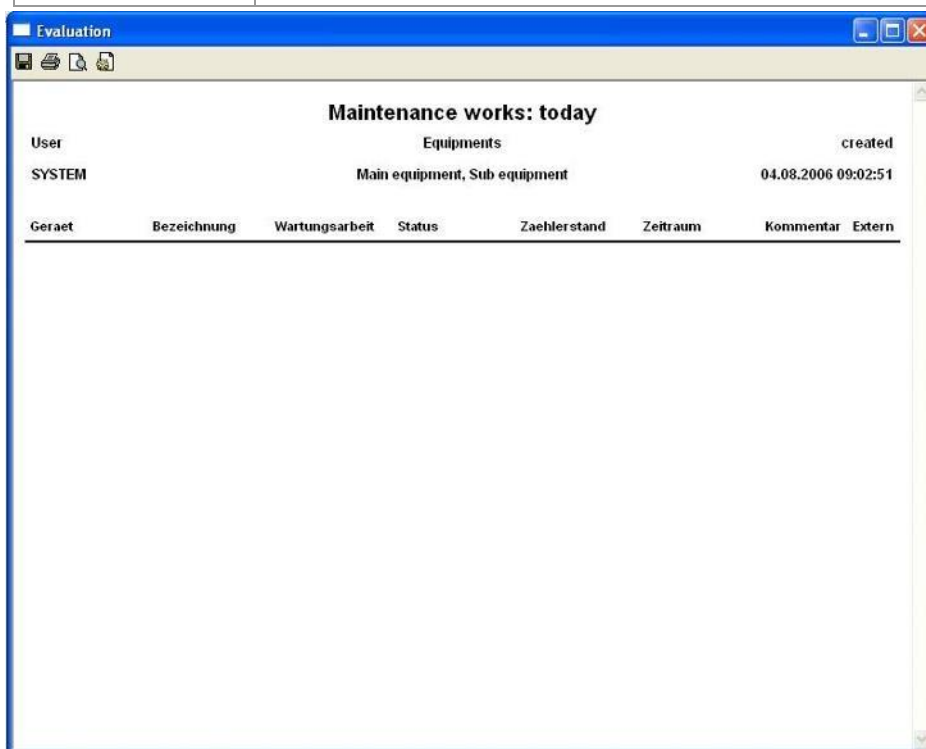 Evaluation
Maintenance works: today
User Equipments created
SYSTEM Main equipment, Sub equipment 04.08.2006 09:02:51
Geraet Bezeichnung Wartungsarbeit Status Zaehlerstand Zeitraum Kommentar Extern